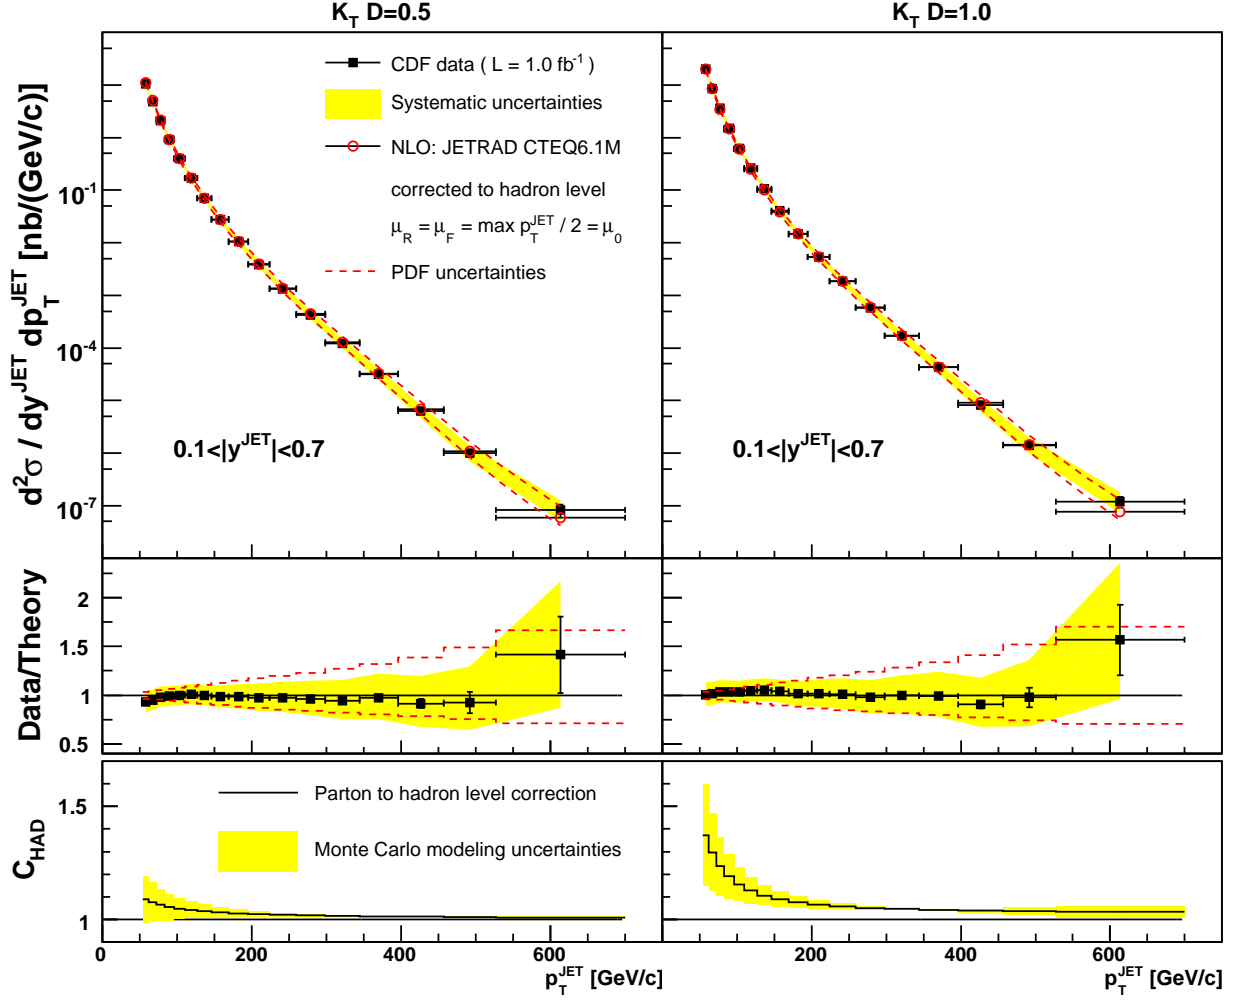 K_T D=0.5
K_T D=1.0
d²σ / dy^JET dp_T^JET [nb/(GeV/c)]
10⁻¹
10⁻⁴
10⁻⁷
CDF data ( L = 1.0 fb⁻¹ )
Systematic uncertainties
NLO: JETRAD CTEQ6.1M
corrected to hadron level
μ_R = μ_F = max p_T^JET / 2 = μ_0
PDF uncertainties
0.1<|y^JET|<0.7
0.1<|y^JET|<0.7
Data/Theory
2
1.5
1
0.5
C_HAD
1.5
1
Parton to hadron level correction
Monte Carlo modeling uncertainties
0 200 400 600 200 400 600
p_T^JET [GeV/c]
p_T^JET [GeV/c]